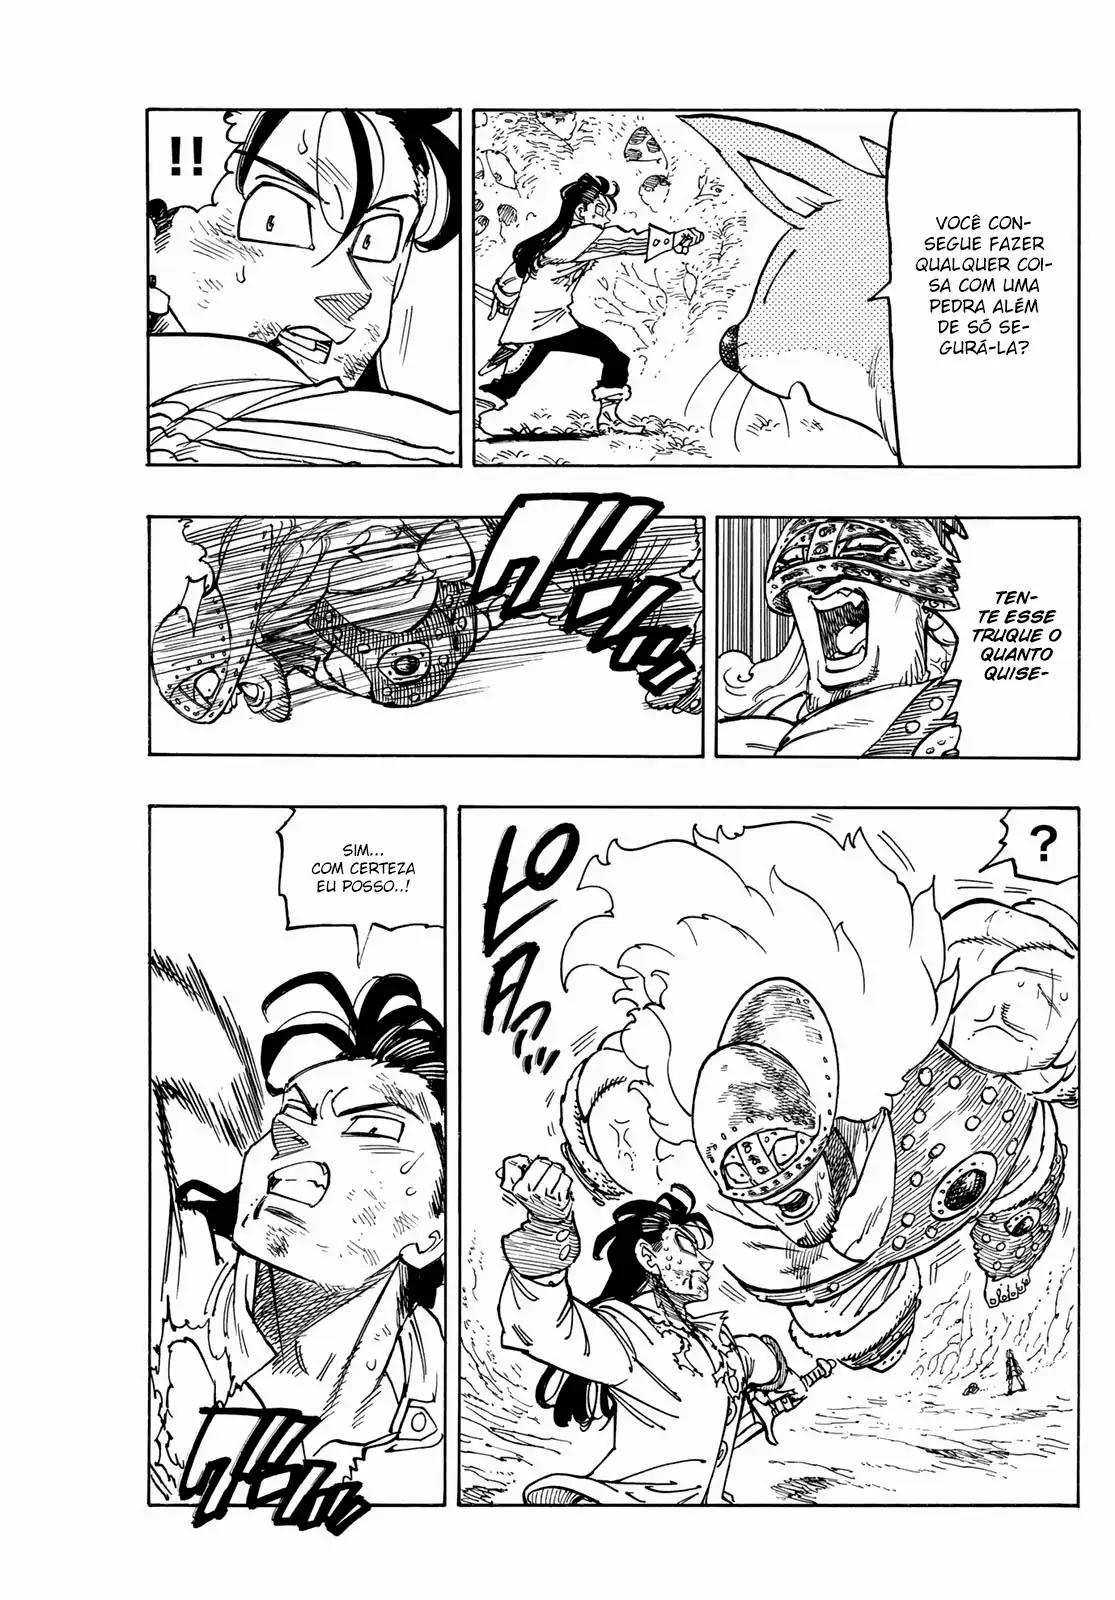 VOCÊ CON-
SEGUE FAZER
QUALQUER COI-
SA COM UMA
PEDRA ALÉM
DE SÓ SE-
GURÁ-LA?
!!
TEN-
TE ESSE
TRUQUE O
QUANTO
QUISE-
?
SIM...
COM CERTEZA
EU POSSO..!